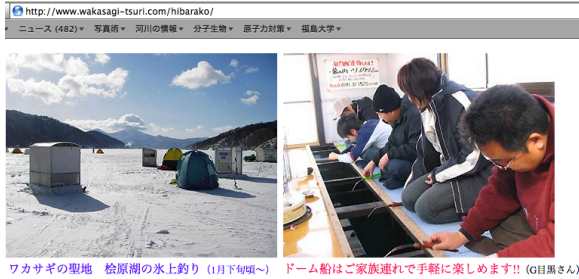 http://www.wakasagi-tsuri.com/hibarako/
ニュース (482)▾ 写真術▾ 河川の情報▾ 分子生物▾ 原子力対策▾ 福島大学▾
ワカサギの聖地 桧原湖の氷上釣り (1月下旬頃〜)
ドーム船はご家族連れで手軽に楽しめます!! (G目黒さん)